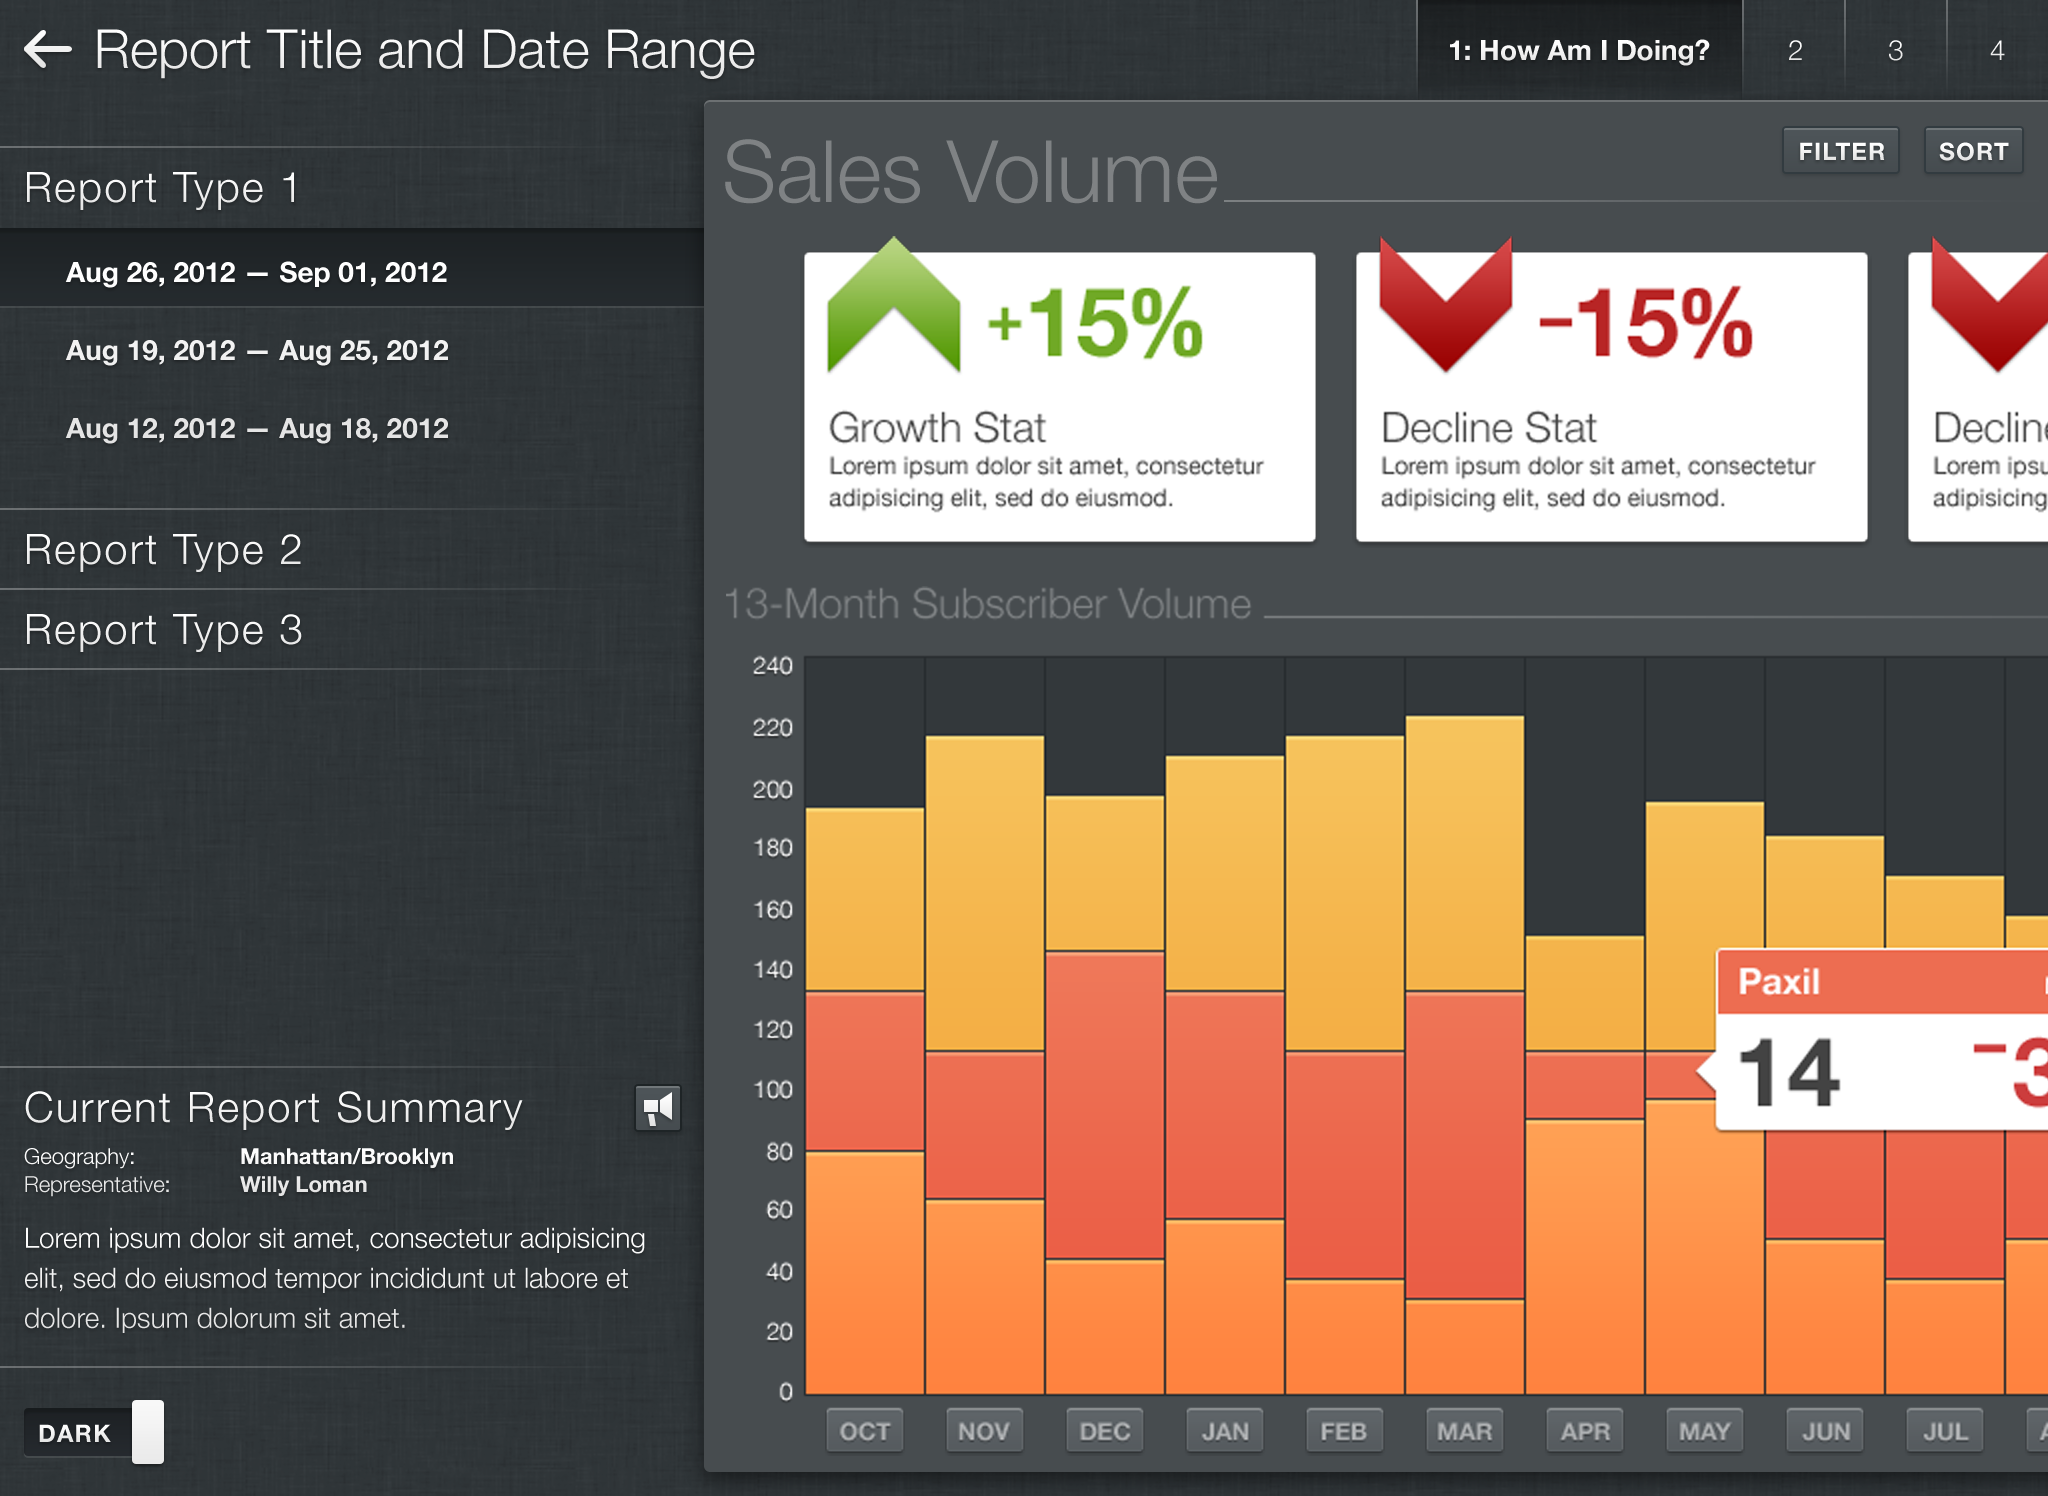 Report Title and Date Range
1: How Am I Doing?
2
3
4
Report Type 1
Aug 26, 2012 — Sep 01, 2012
Aug 19, 2012 — Aug 25, 2012
Aug 12, 2012 — Aug 18, 2012
Report Type 2
Report Type 3
Current Report Summary
Geography: Manhattan/Brooklyn
Representative: Willy Loman
Lorem ipsum dolor sit amet, consectetur adipisicing
elit, sed do eiusmod tempor incididunt ut labore et
dolore. Ipsum dolorum sit amet.
DARK
Sales Volume
FILTER
SORT
+15%
Growth Stat
Lorem ipsum dolor sit amet, consectetur
adipisicing elit, sed do eiusmod.
-15%
Decline Stat
Lorem ipsum dolor sit amet, consectetur
adipisicing elit, sed do eiusmod.
Lorem
adipisicing
13-Month Subscriber Volume
240
220
200
180
160
140
120
100
80
60
40
20
0
Paxil
14
-3
OCT
NOV
DEC
JAN
FEB
MAR
APR
MAY
JUN
JUL